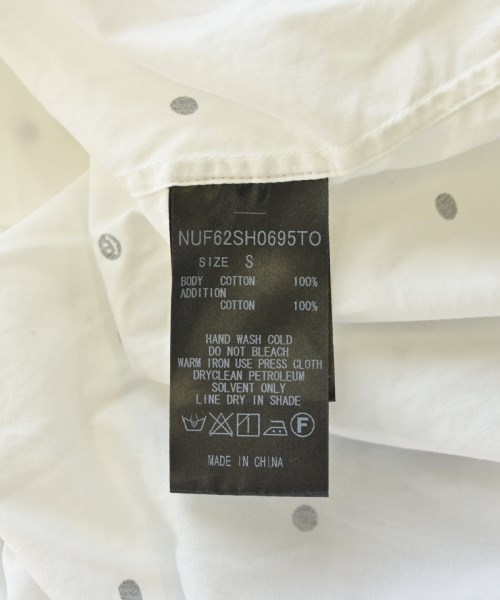 NUF62SH0695TO
SIZE S
BODY COTTON 100%
ADDITION
COTTON 100%
HAND WASH COLD
DO NOT BLEACH
WARM IRON USE PRESS CLOTH
DRYCLEAN PETROLEUM
SOLVENT ONLY
LINE DRY IN SHADE
F
MADE IN CHINA